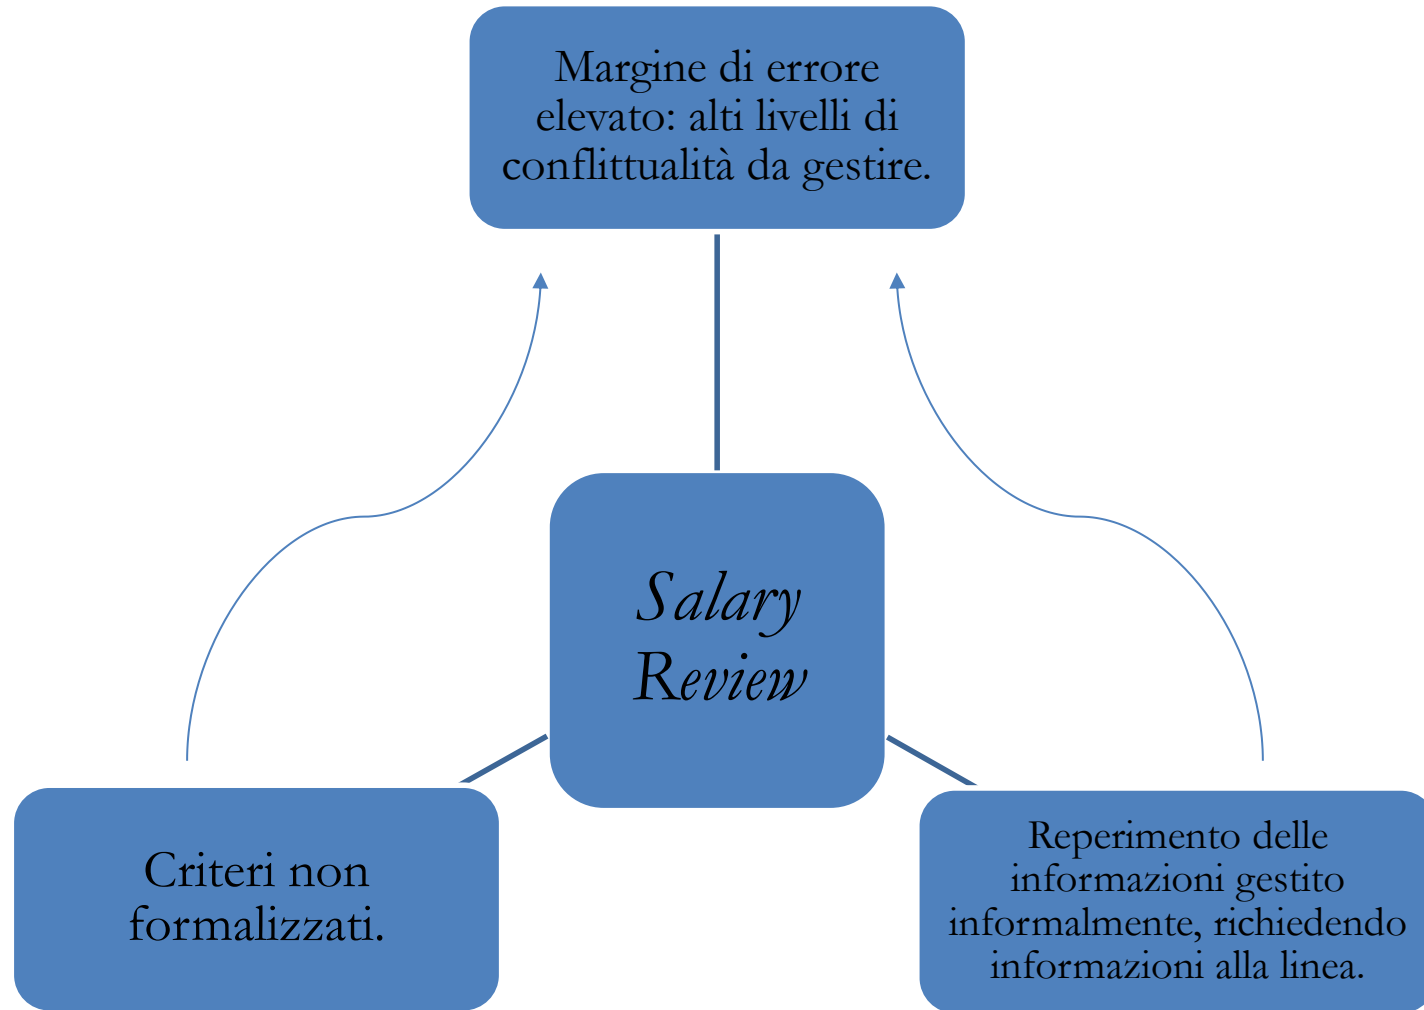 Margine di errore
elevato: alti livelli di
conflittualità da gestire.
Salary
Review
Criteri non
formalizzati.
Reperimento delle
informazioni gestito
informalmente, richiedendo
informazioni alla linea.